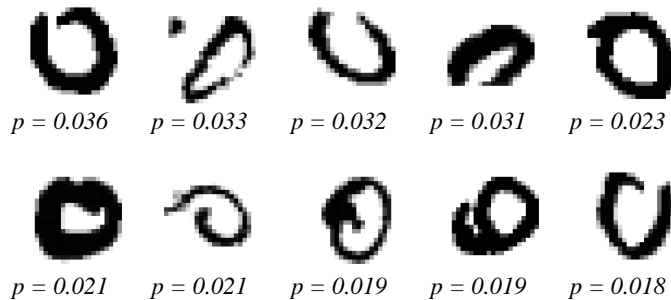 p = 0.036 p = 0.033 p = 0.032 p = 0.031 p = 0.023
p = 0.021 p = 0.021 p = 0.019 p = 0.019 p = 0.018